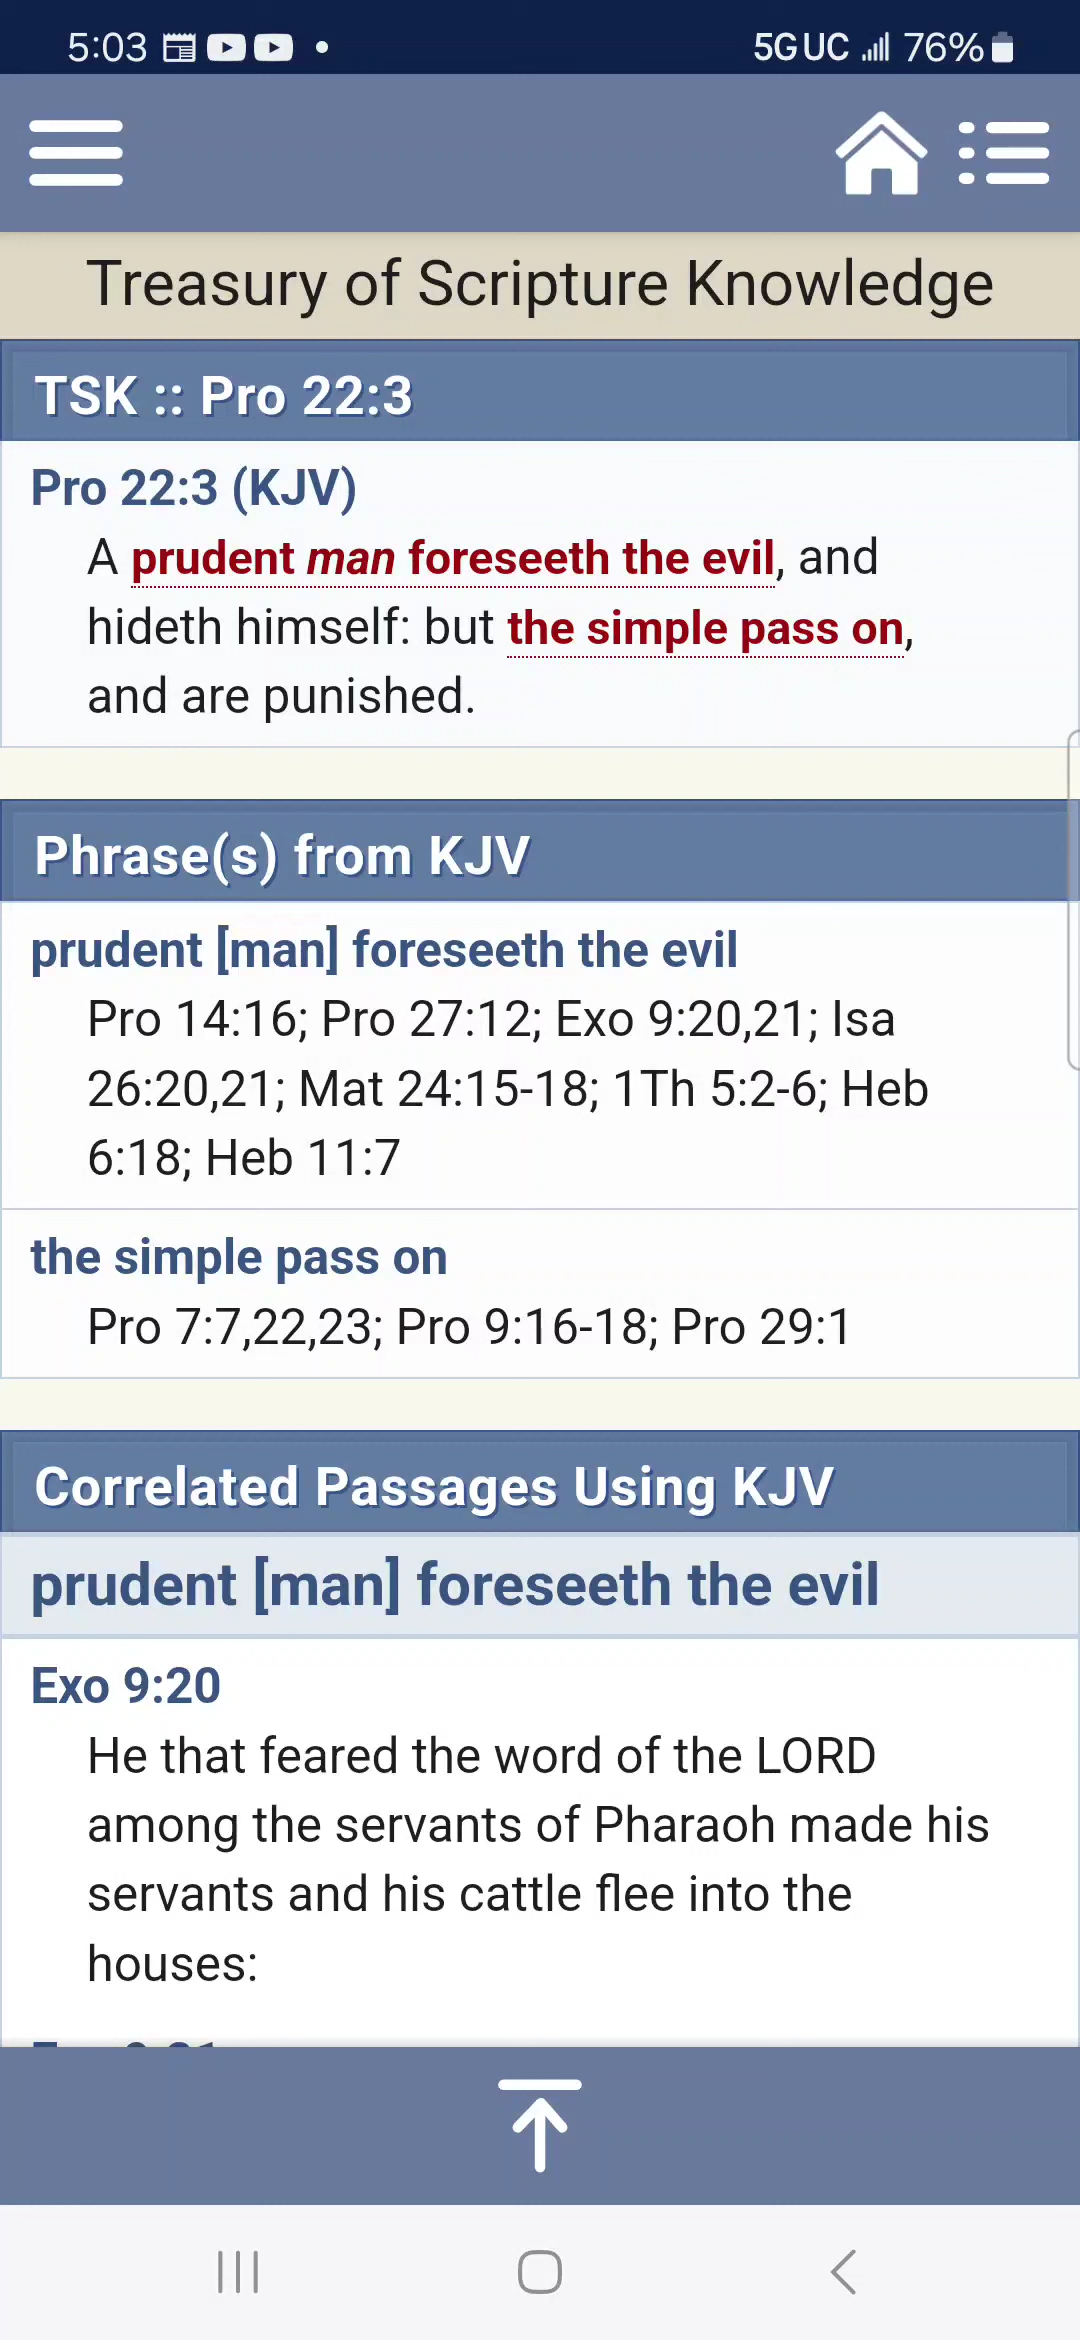 5:03
5G UC 76%
Treasury of Scripture Knowledge
TSK :: Pro 22:3
Pro 22:3 (KJV)
A prudent man foreseeth the evil, and
hideth himself: but the simple pass on,
and are punished.
Phrase(s) from KJV
prudent [man] foreseeth the evil
Pro 14:16; Pro 27:12; Exo 9:20,21; Isa
26:20,21; Mat 24:15-18; 1Th 5:2-6; Heb
6:18; Heb 11:7
the simple pass on
Pro 7:7,22,23; Pro 9:16-18; Pro 29:1
Correlated Passages Using KJV
prudent [man] foreseeth the evil
Exo 9:20
He that feared the word of the LORD
among the servants of Pharaoh made his
servants and his cattle flee into the
houses: